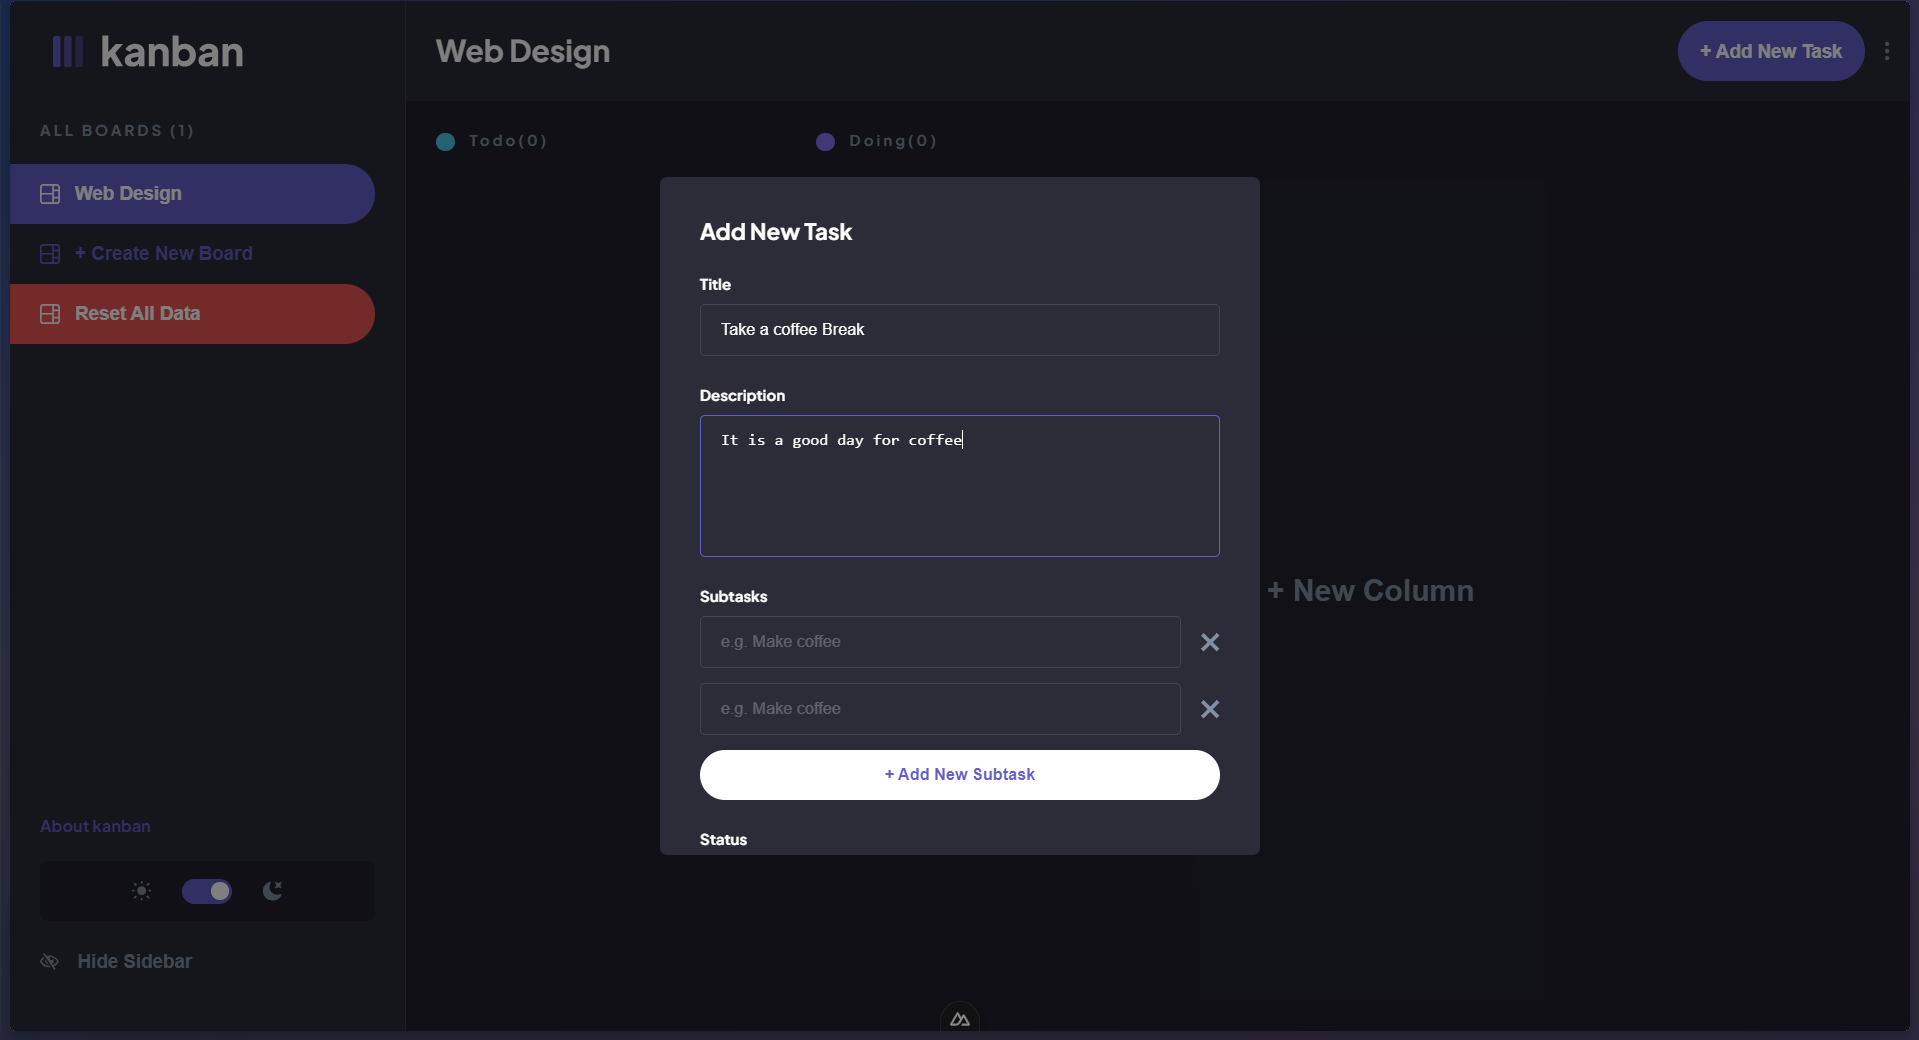 kanban
ALL BOARDS (1)
Web Design
+ Create New Board
Reset All Data
About kanban
Hide Sidebar
Web Design
+ Add New Task
Todo(0)
Doing(0)
+ New Column
Add New Task
Title
Take a coffee Break
Description
It is a good day for coffee
Subtasks
e.g. Make coffee
e.g. Make coffee
+ Add New Subtask
Status